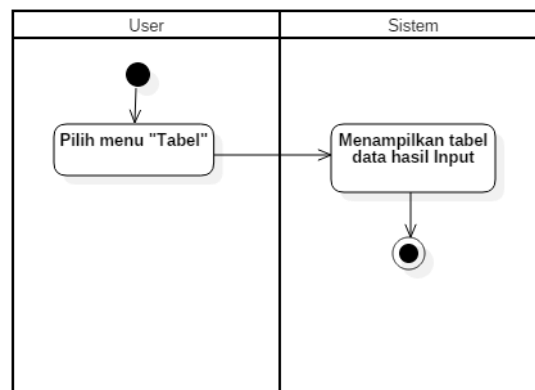 User
Sistem
Pilih menu "Tabel"
Menampilkan tabel
data hasil Input